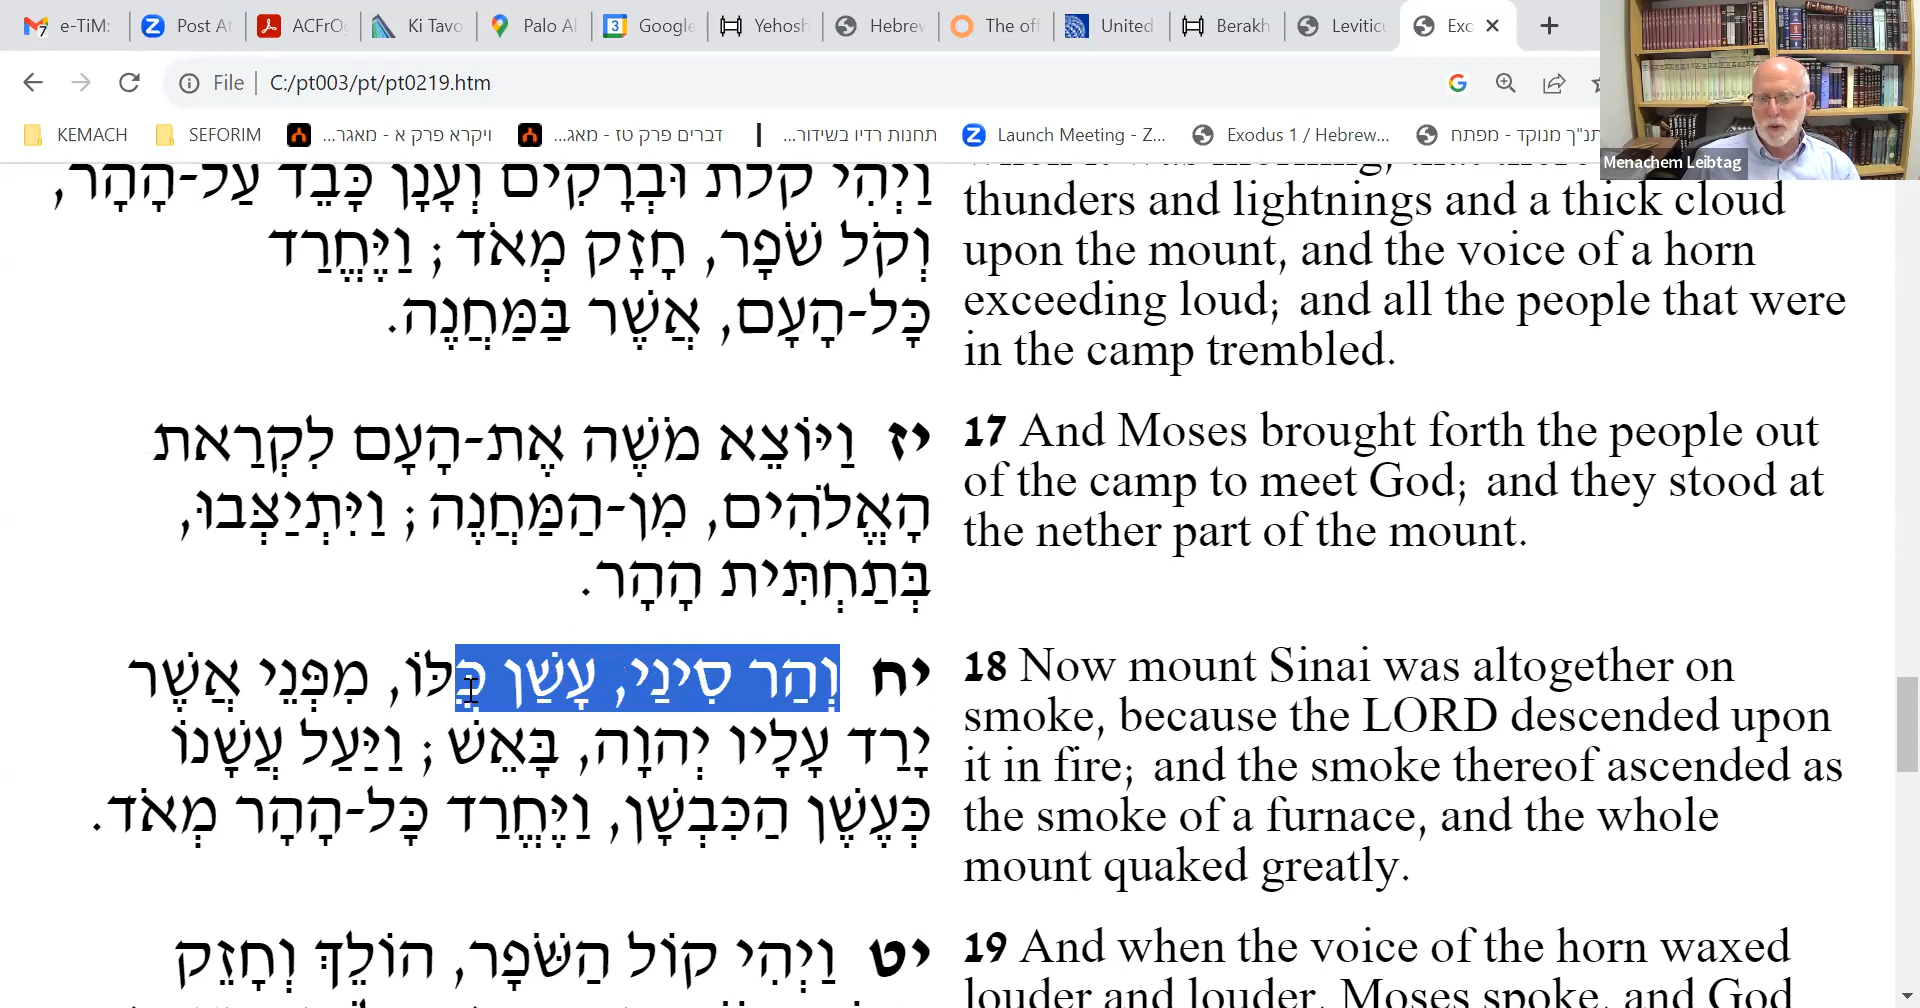 e-TiM:
Post At
ACFrO
Ki Tavo
Palo Al
Google
Yehosh
Hebrew
The off
United
Berakh
Leviticu
Exo
File
C:/pt003/pt/pt0219.htm
KEMACH
SEFORIM
ויקרא פרק א - מאגר...
דברים פרק טז - מאג...
תחנות רדיו בשידור...
Launch Meeting - Z...
Exodus 1 / Hebrew...
תנ"ך מנוקד - מפתח
Menachem Leibtag
וַיְהִי קֹלֹת וּבְרָקִים וְעָנָן כָּבֵד עַל-הָהָר,
וְקֹל שֹׁפָר, חָזָק מְאֹד; וַיֶּחֱרַד
כָּל-הָעָם, אֲשֶׁר בַּמַּחֲנֶה.
יז וַיּוֹצֵא מֹשֶׁה אֶת-הָעָם לִקְרַאת
הָאֱלֹהִים, מִן-הַמַּחֲנֶה; וַיִּתְיַצְּבוּ,
בְּתַחְתִּית הָהָר.
יח וְהַר סִינַי, עָשַׁן כֻּלּוֹ, מִפְּנֵי אֲשֶׁר
יָרַד עָלָיו יְהוָה, בָּאֵשׁ; וַיַּעַל עֲשָׁנוֹ
כְּעֶשֶׁן הַכִּבְשָׁן, וַיֶּחֱרַד כָּל-הָהָר מְאֹד.
יט וַיְהִי קוֹל הַשֹּׁפָר, הוֹלֵךְ וְחָזֵק
thunders and lightnings and a thick cloud
upon the mount, and the voice of a horn
exceeding loud; and all the people that were
in the camp trembled.
17 And Moses brought forth the people out
of the camp to meet God; and they stood at
the nether part of the mount.
18 Now mount Sinai was altogether on
smoke, because the LORD descended upon
it in fire; and the smoke thereof ascended as
the smoke of a furnace, and the whole
mount quaked greatly.
19 And when the voice of the horn waxed
louder and louder, Moses spoke, and God